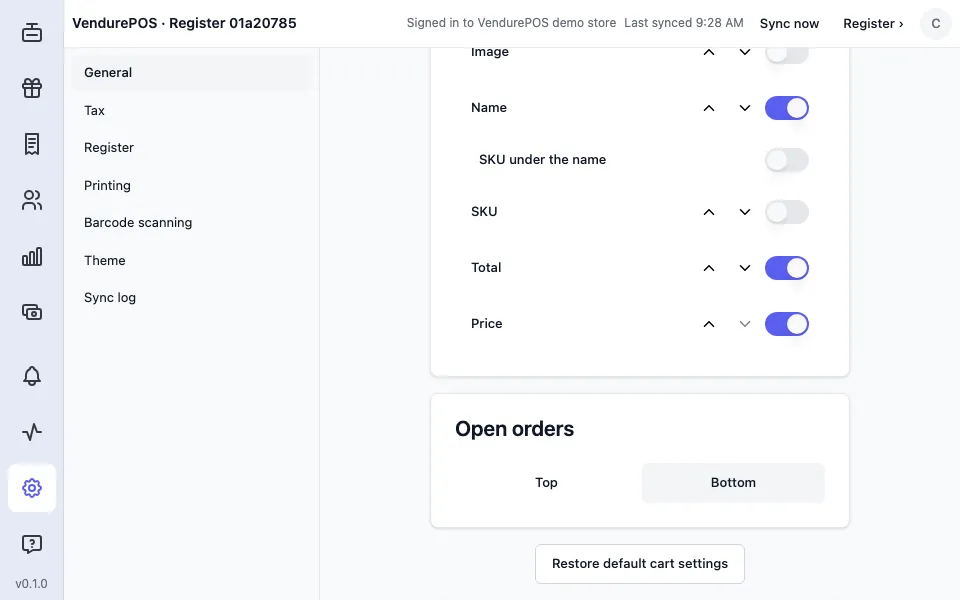 VendurePOS · Register 01a20785
Signed in to VendurePOS demo store Last synced 9:28 AM Sync now Register › C
General
Tax
Register
Printing
Barcode scanning
Theme
Sync log
v0.1.0
Image
Name
SKU under the name
SKU
Total
Price
Open orders
Top Bottom
Restore default cart settings